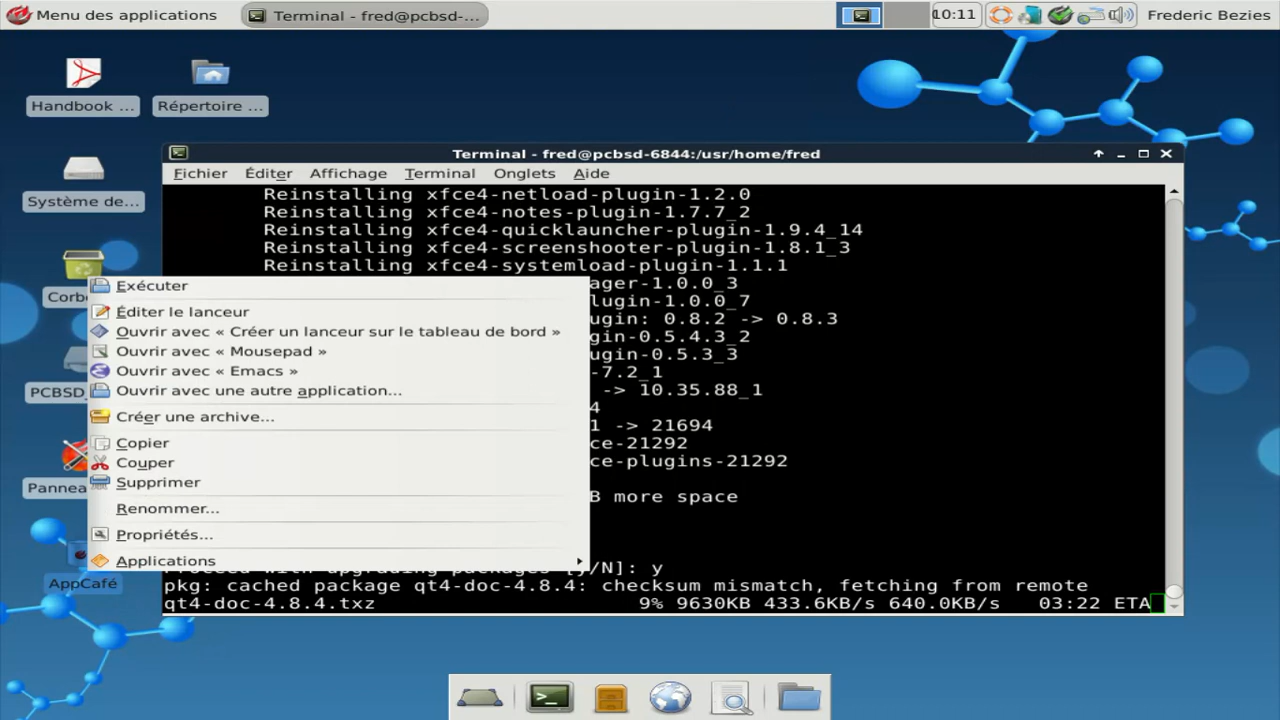 Menu des applications
Terminal - fred@pcbsd-...
10:11
Frederic Bezies
Handbook ...
Répertoire ...
Système de...
Corb
PCBSD_
Pannea
AppCafé
Terminal - fred@pcbsd-6844:/usr/home/fred
Fichier Éditer Affichage Terminal Onglets Aide
Reinstalling xfce4-netload-plugin-1.2.0
Reinstalling xfce4-notes-plugin-1.7.7_2
Reinstalling xfce4-quicklauncher-plugin-1.9.4_14
Reinstalling xfce4-screenshooter-plugin-1.8.1_3
Reinstalling xfce4-systemload-plugin-1.1.1
ager-1.0.0_3
plugin-1.0.0_7
ugin: 0.8.2 -> 0.8.3
gin-0.5.4.3_2
ugin-0.5.3_3
-7.2_1
-> 10.35.88_1
4
1 -> 21694
ce-21292
ce-plugins-21292
B more space
Proceed with upgrading packages [y/N]: y
pkg: cached package qt4-doc-4.8.4: checksum mismatch, fetching from remote
qt4-doc-4.8.4.txz 9% 9630KB 433.6KB/s 640.0KB/s 03:22 ETA
Exécuter
Éditer le lanceur
Ouvrir avec « Créer un lanceur sur le tableau de bord »
Ouvrir avec « Mousepad »
Ouvrir avec « Emacs »
Ouvrir avec une autre application...
Créer une archive...
Copier
Couper
Supprimer
Renommer...
Propriétés...
Applications